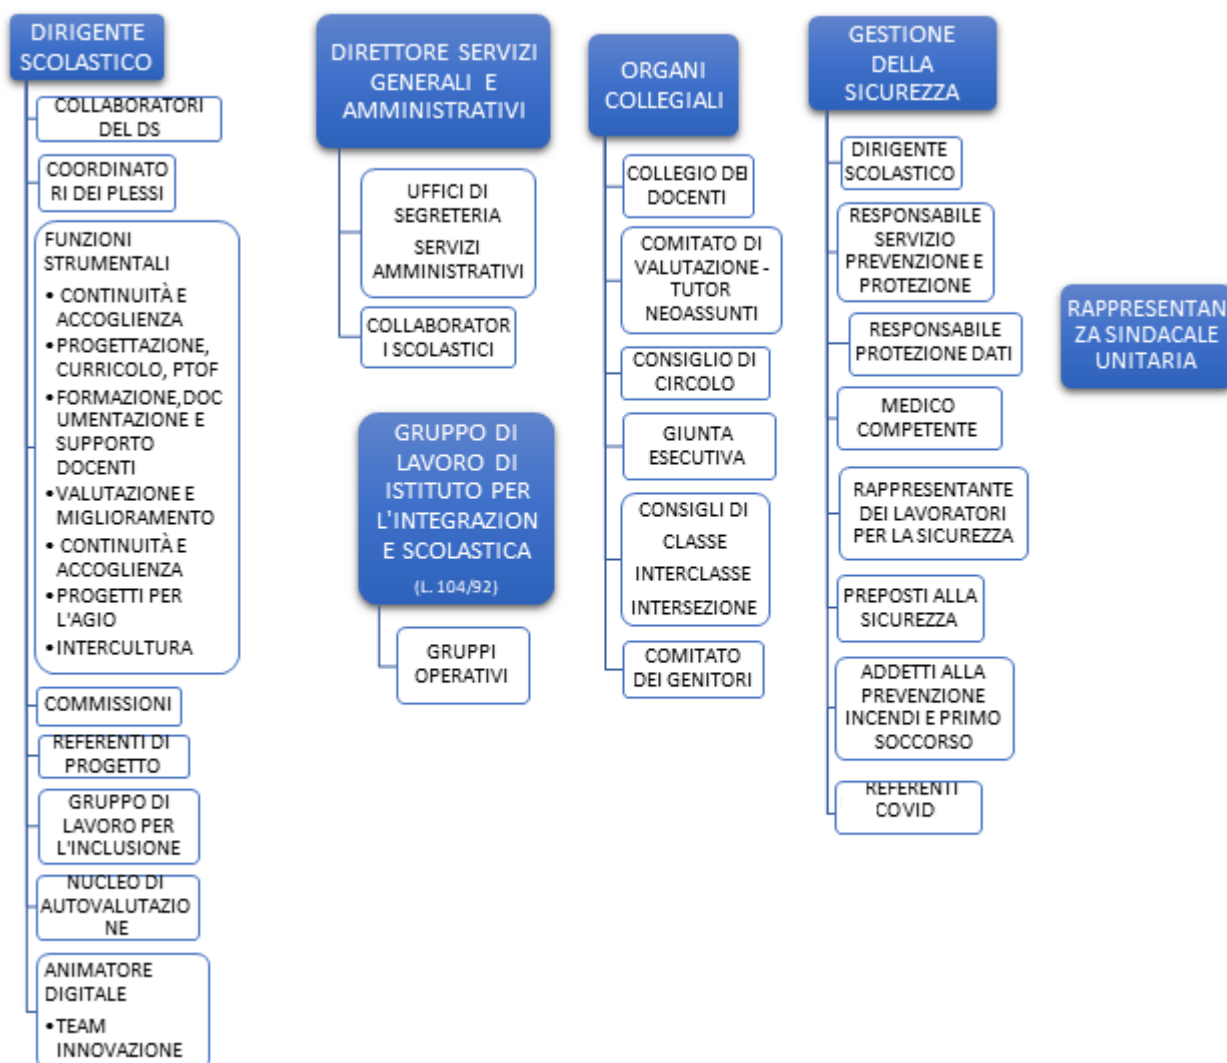 DIRIGENTE
SCOLASTICO
COLLABORATORI
DEL DS
COORDINATO
RI DEI PLESSI
FUNZIONI
STRUMENTALI
• CONTINUITÀ E
ACCOGLIENZA
•PROGETTAZIONE,
CURRICOLO, PTOF
•FORMAZIONE,DOC
UMENTAZIONE E
SUPPORTO
DOCENTI
•VALUTAZIONE E
MIGLIORAMENTO
• CONTINUITÀ E
ACCOGLIENZA
•PROGETTI PER
L'AGIO
•INTERCULTURA
COMMISSIONI
REFERENTI DI
PROGETTO
GRUPPO DI
LAVORO PER
L'INCLUSIONE
NUCLEO DI
AUTOVALUTAZIO
NE
ANIMATORE
DIGITALE
•TEAM
INNOVAZIONE
DIRETTORE SERVIZI
GENERALI E
AMMINISTRATIVI
UFFICI DI
SEGRETERIA
SERVIZI
AMMINISTRATIVI
COLLABORATOR
I SCOLASTICI
GRUPPO DI
LAVORO DI
ISTITUTO PER
L'INTEGRAZION
E SCOLASTICA
(L. 104/92)
GRUPPI
OPERATIVI
ORGANI
COLLEGIALI
COLLEGIO DEI
DOCENTI
COMITATO DI
VALUTAZIONE -
TUTOR
NEOASSUNTI
CONSIGLIO DI
CIRCOLO
GIUNTA
ESECUTIVA
CONSIGLI DI
CLASSE
INTERCLASSE
INTERSEZIONE
COMITATO
DEI GENITORI
GESTIONE
DELLA
SICUREZZA
DIRIGENTE
SCOLASTICO
RESPONSABILE
SERVIZIO
PREVENZIONE E
PROTEZIONE
RESPONSABILE
PROTEZIONE DATI
MEDICO
COMPETENTE
RAPPRESENTANTE
DEI LAVORATORI
PER LA SICUREZZA
PREPOSTI ALLA
SICUREZZA
ADDETTI ALLA
PREVENZIONE
INCENDI E PRIMO
SOCCORSO
REFERENTI
COVID
RAPPRESENTAN
ZA SINDACALE
UNITARIA